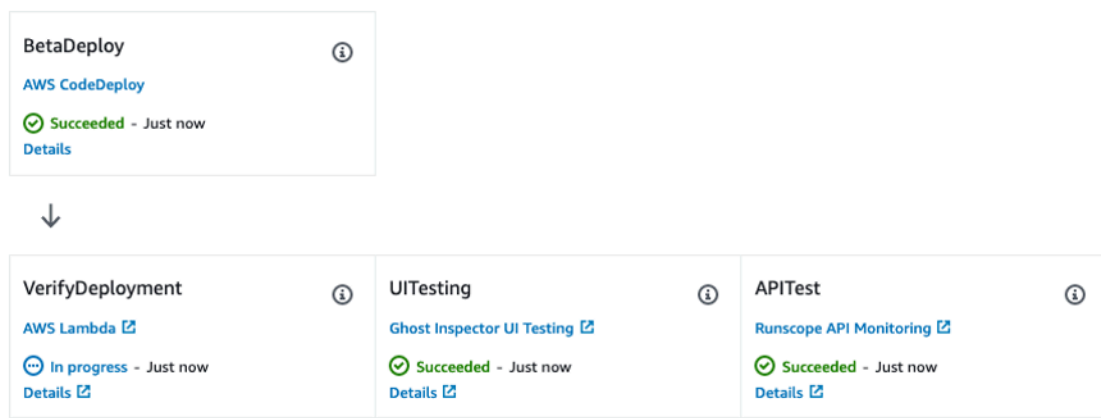 BetaDeploy
AWS CodeDeploy
Succeeded - Just now
Details
VerifyDeployment
AWS Lambda
In progress - Just now
Details
UITesting
Ghost Inspector UI Testing
Succeeded - Just now
Details
APITest
Runscope API Monitoring
Succeeded - Just now
Details